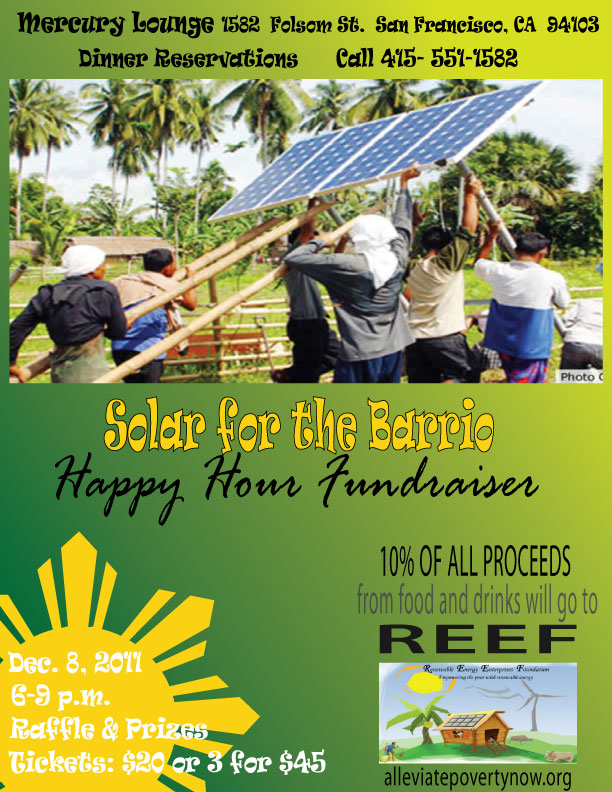 Mercury Lounge 1582 Folsom St. San Francisco, CA 94103
Dinner Reservations Call 415- 551-1582
Photo
Solar for the Barrio
Happy Hour Fundraiser
10% OF ALL PROCEEDS
from food and drinks will go to
REEF
Renewable Energy Enterprises Foundation
Empowering the poor with renewable energy
alleviatepovertynow.org
Dec. 8, 2011
6-9 p.m.
Raffle & Prizes
Tickets: $20 or 3 for $45